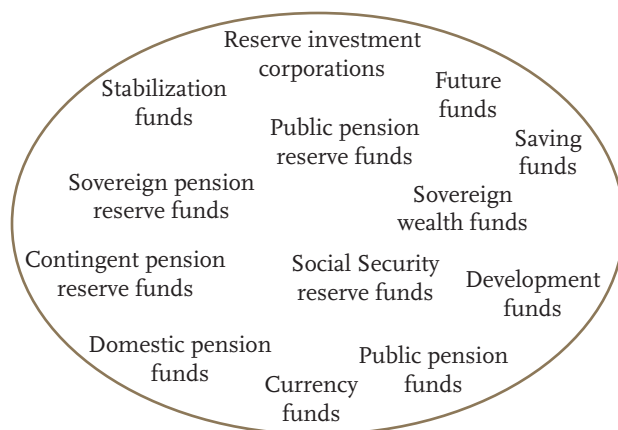 Reserve investment
corporations
Stabilization
funds
Future
funds
Public pension
reserve funds
Saving
funds
Sovereign pension
reserve funds
Sovereign
wealth funds
Contingent pension
reserve funds
Social Security
reserve funds
Development
funds
Domestic pension
funds
Public pension
funds
Currency
funds